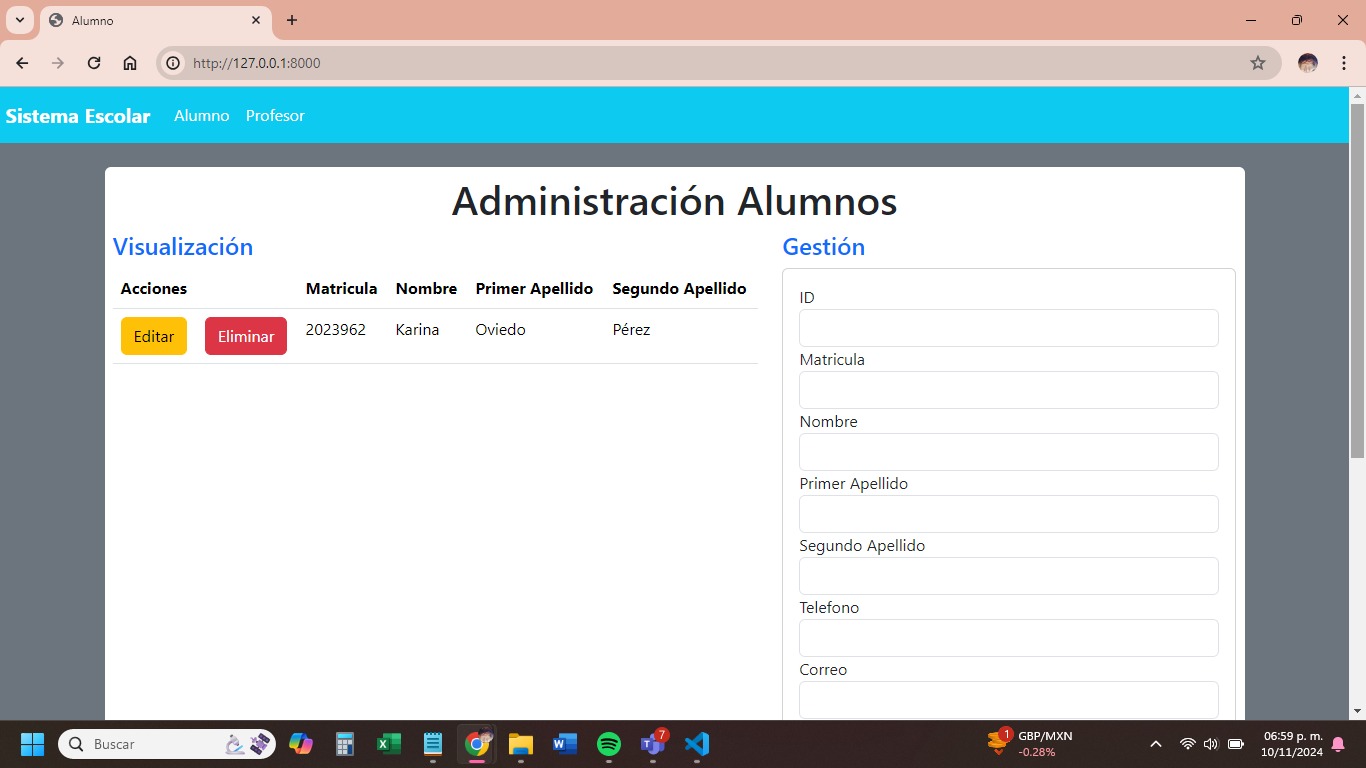 Alumno
http://127.0.0.1:8000
Sistema Escolar Alumno Profesor
Administración Alumnos
Visualización
Acciones Matricula Nombre Primer Apellido Segundo Apellido
Editar Eliminar 2023962 Karina Oviedo Pérez
Gestión
ID
Matricula
Nombre
Primer Apellido
Segundo Apellido
Telefono
Correo
Buscar
7
1
GBP/MXN
-0.28%
06:59 p. m.
10/11/2024